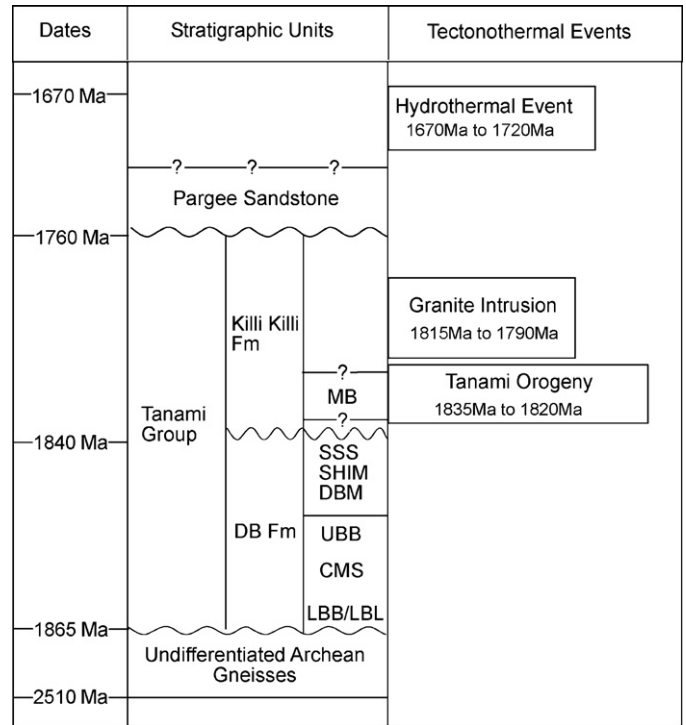 Dates
Stratigraphic Units
Tectonothermal Events
1670 Ma
Hydrothermal Event
1670Ma to 1720Ma
? ? ?
Pargee Sandstone
1760 Ma
Granite Intrusion
1815Ma to 1790Ma
Killi Killi
Fm
?
Tanami Orogeny
1835Ma to 1820Ma
MB
?
Tanami
Group
1840 Ma
SSS
SHIM
DBM
DB Fm
UBB
CMS
LBB/LBL
1865 Ma
Undifferentiated Archean
Gneisses
2510 Ma